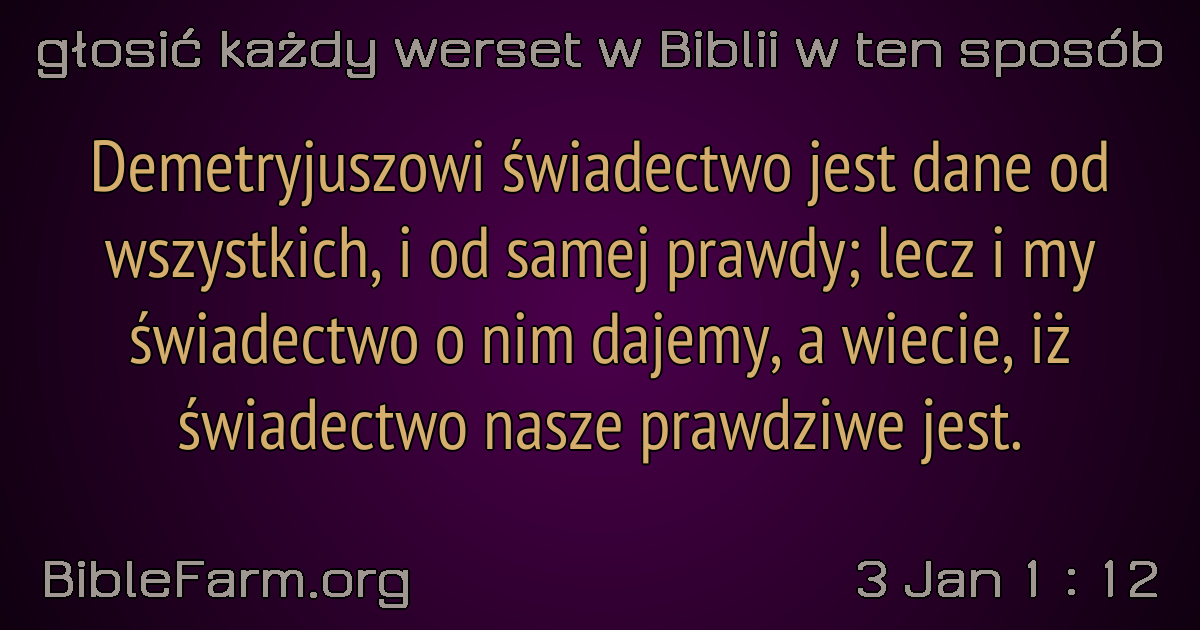 głosić każdy werset w Biblii w ten sposób
Demetryjuszowi świadectwo jest dane od
wszystkich, i od samej prawdy; lecz i my
świadectwo o nim dajemy, a wiecie, iż
świadectwo nasze prawdziwe jest.
BibleFarm.org
3 Jan 1 : 12